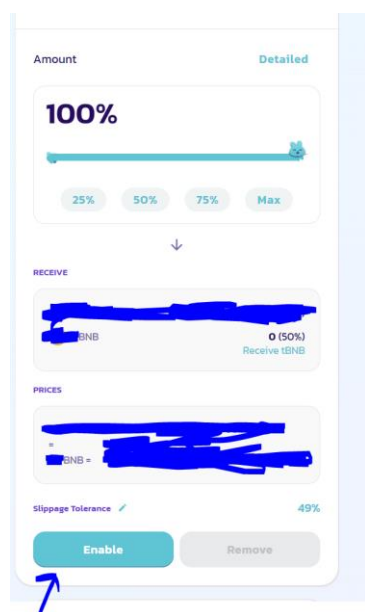 Amount Detailed
100%
25% 50% 75% Max
RECEIVE
BNB 0 (50%)
Receive tBNB
PRICES
=
BNB =
Slippage Tolerance 49%
Enable Remove